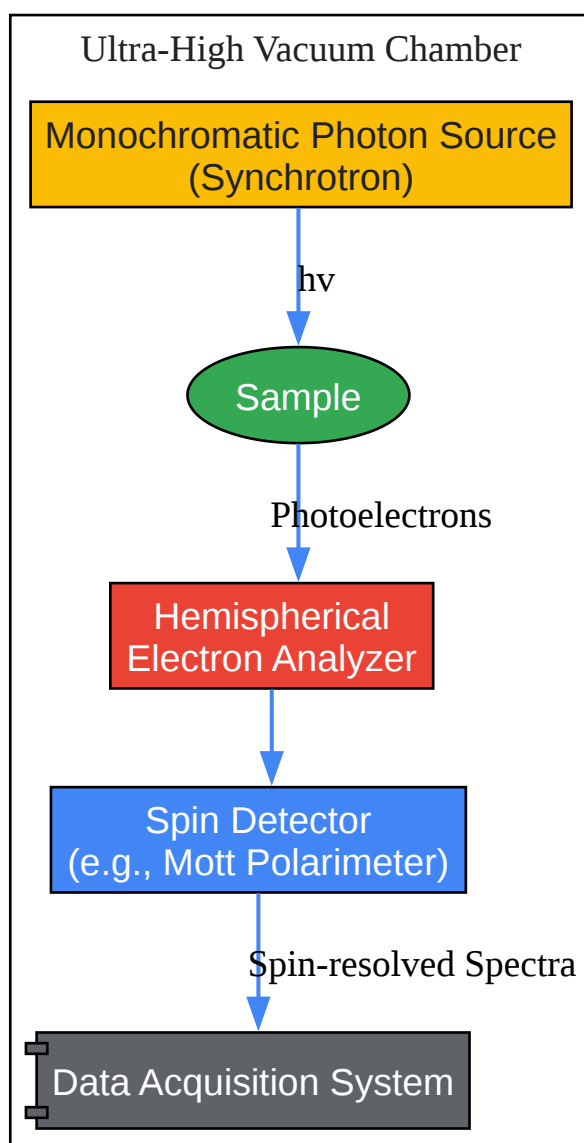 Ultra-High Vacuum Chamber
Monochromatic Photon Source
(Synchrotron)
hv
Sample
Photoelectrons
Hemispherical
Electron Analyzer
Spin Detector
(e.g., Mott Polarimeter)
Spin-resolved Spectra
Data Acquisition System